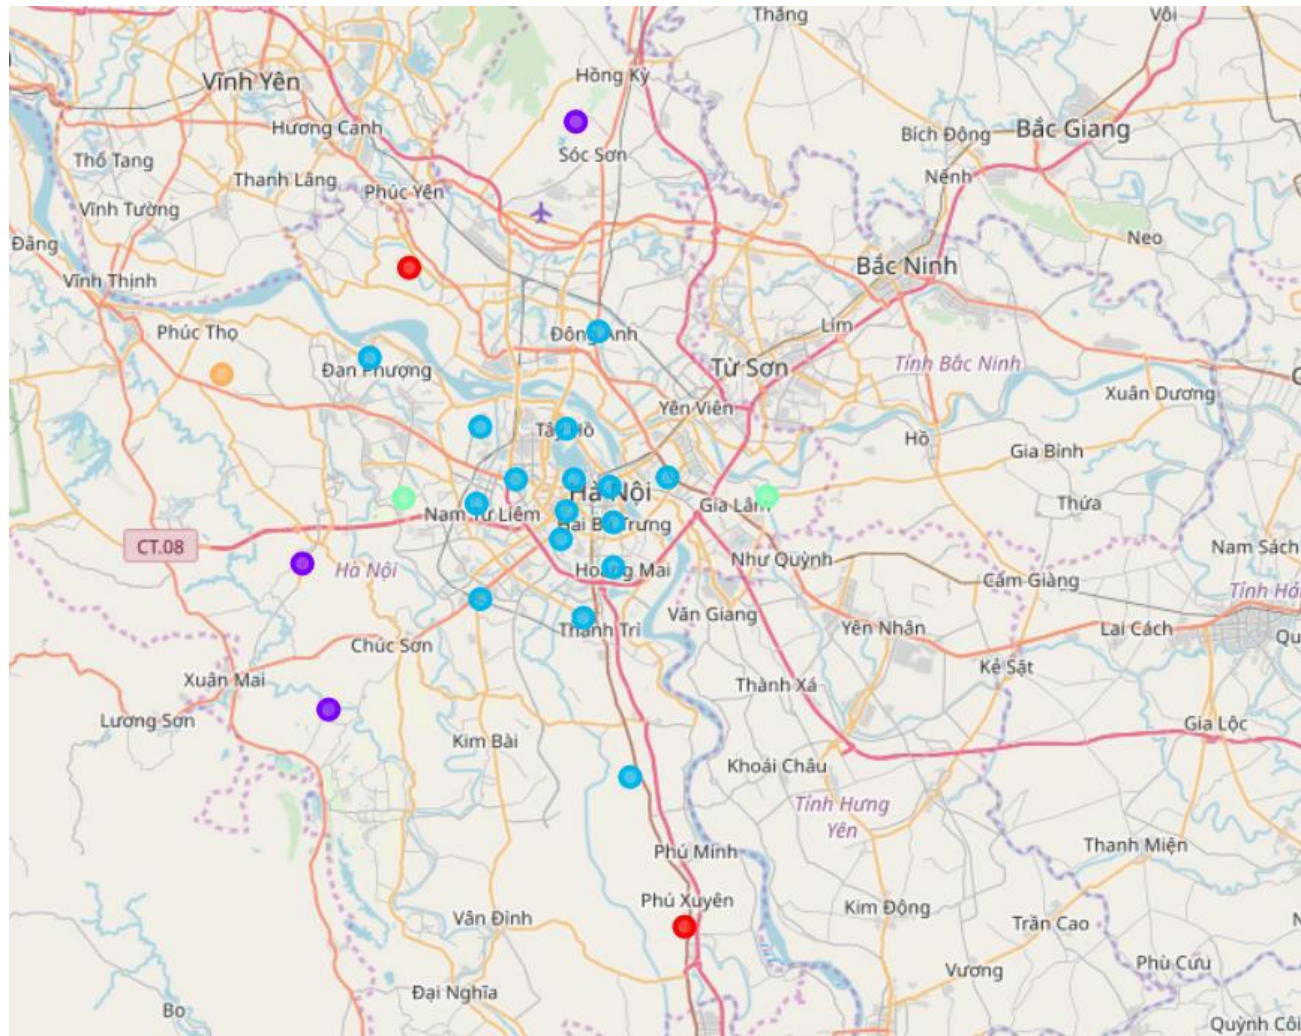 Thắng
Vôi
Hồng Kỳ
Vĩnh Yên
Hương Canh
Bích Động
Bắc Giang
Thổ Tang
Sóc Sơn
Thanh Lãng
Phúc Yên
Nếnh
Vĩnh Tường
Neo
Vĩnh Thịnh
Bắc Ninh
Phúc Thọ
Đông Anh
Lim
Đan Phượng
Từ Sơn
Tỉnh Bắc Ninh
Xuân Dương
Yên Viên
Tây Hồ
Hồ
Gia Bình
Hà Nội
Thứa
Nam Từ Liêm
Gia Lâm
Hai Bà Trưng
CT.08
Nam Sách
Hà Nội
Hoàng Mai
Như Quỳnh
Cẩm Giàng
Văn Giang
Thanh Trì
Yên Nhân
Lai Cách
Chúc Sơn
Kẻ Sặt
Xuân Mai
Thành Xá
Lương Sơn
Gia Lộc
Kim Bài
Khoái Châu
Tỉnh Hưng
Yên
Phú Minh
Thanh Miện
Phú Xuyên
Vân Đình
Kim Động
Trần Cao
Đại Nghĩa
Vương
Phù Cưu
Bo